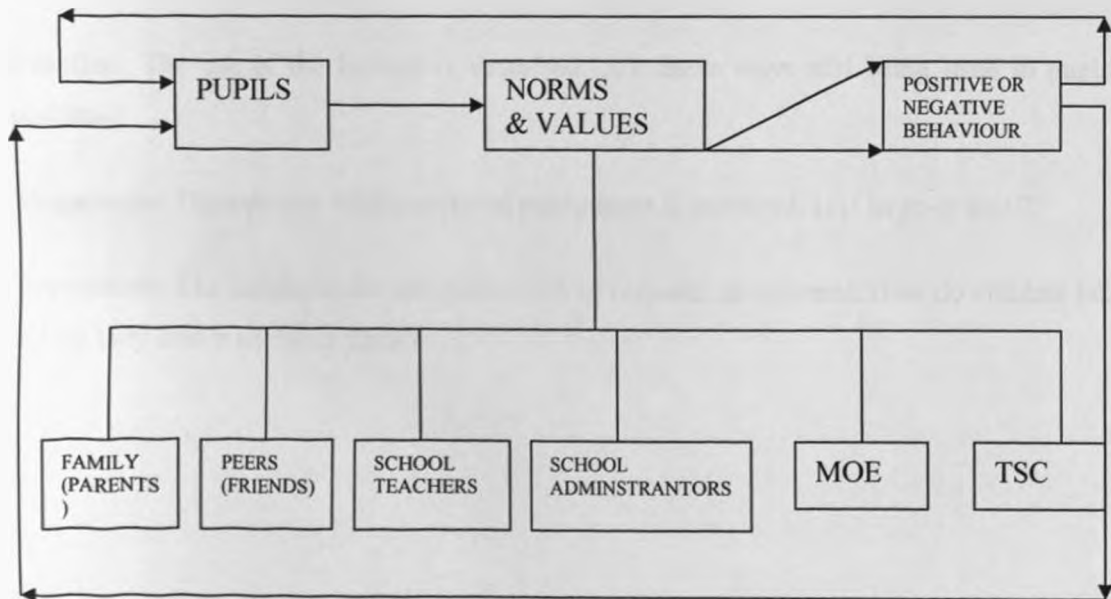 PUPILS
NORMS
& VALUES
POSITIVE OR
NEGATIVE
BEHAVIOUR
FAMILY
(PARENTS
)
PEERS
(FRIENDS)
SCHOOL
TEACHERS
SCHOOL
ADMINSTRANTORS
MOE
TSC